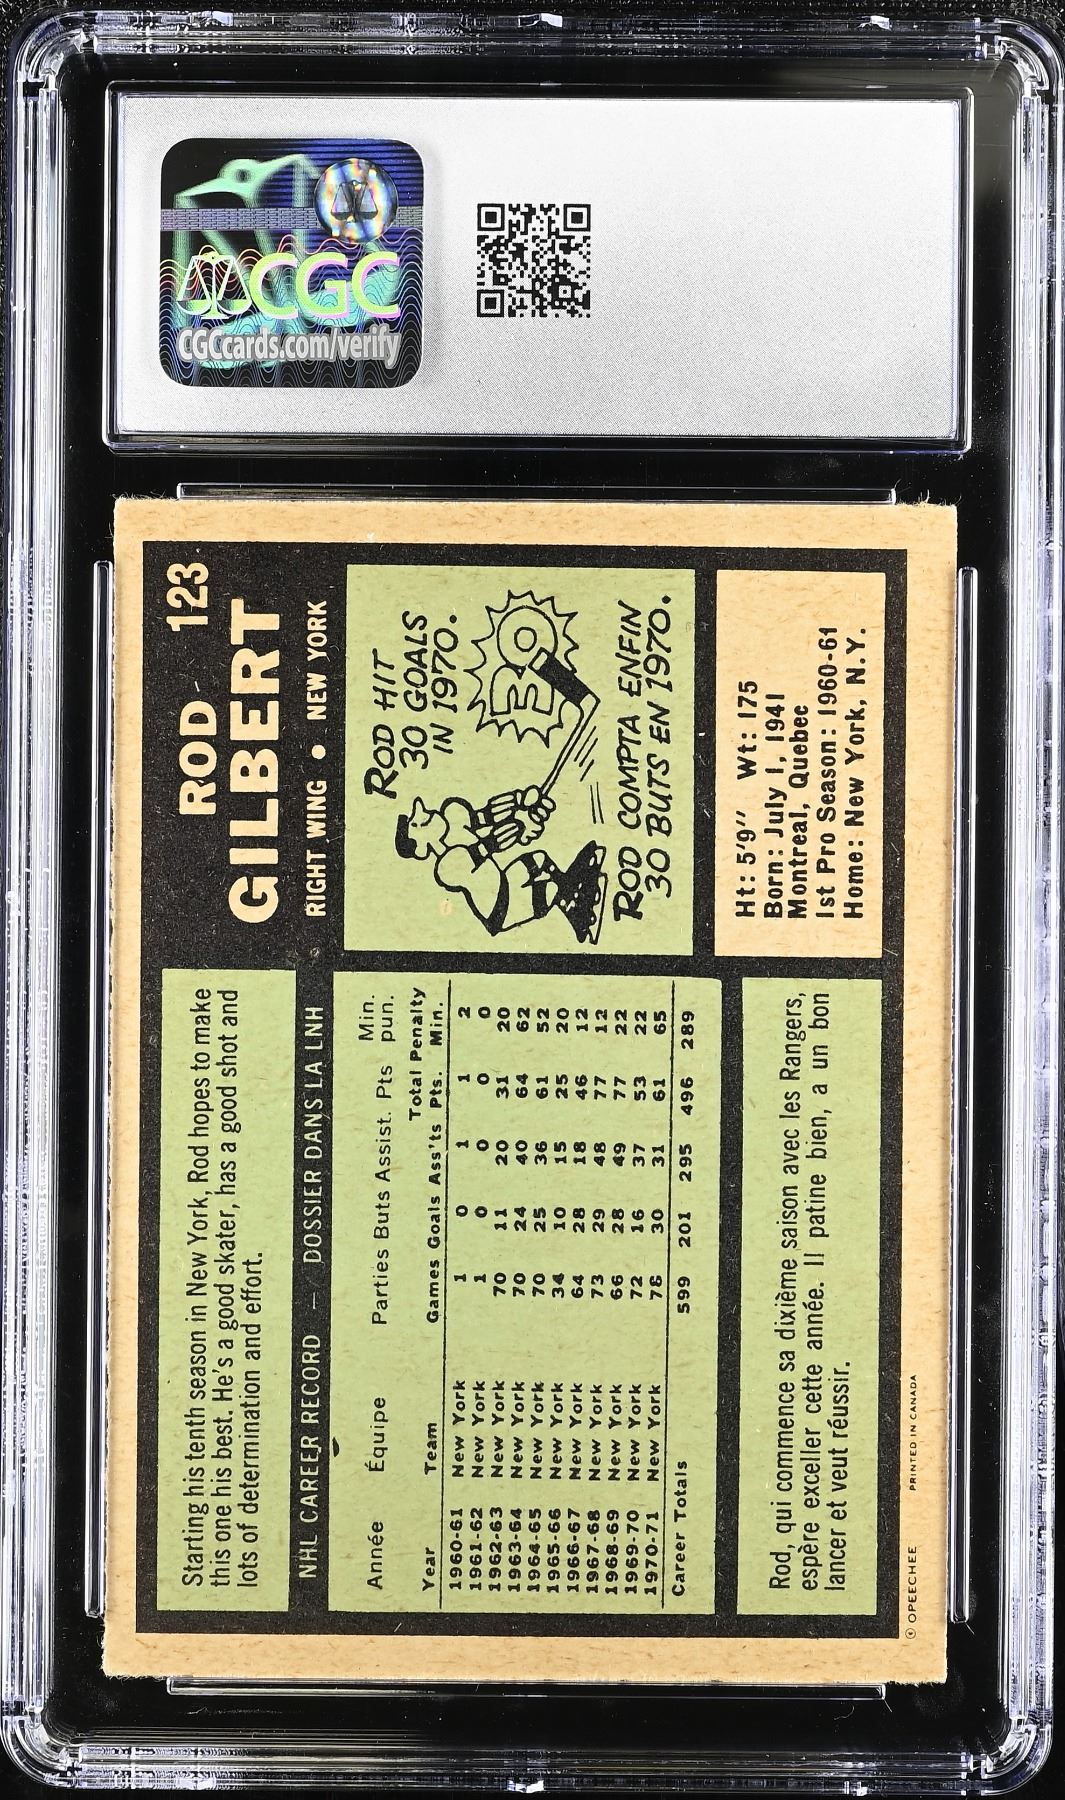 CGC
CGCcards.com/verify
ROD 123
GILBERT
RIGHT WING • NEW YORK
Starting his tenth season in New York, Rod hopes to make
this one his best. He's a good skater, has a good shot and
lots of determination and effort.
NHL CAREER RECORD — DOSSIER DANS LA LNH
Année Équipe Parties Buts Assist. Pts Min. pun.
Year Team Games Goals Ass'ts Total Pts. Penalty Min.
1960-61 New York 1 0 1 1 2
1961-62 New York 1 0 0 0 0
1962-63 New York 70 11 20 31 20
1963-64 New York 70 24 40 64 62
1964-65 New York 70 25 36 61 52
1965-66 New York 34 10 15 25 20
1966-67 New York 64 28 18 46 12
1967-68 New York 73 29 48 77 12
1968-69 New York 66 28 49 77 22
1969-70 New York 72 16 37 53 22
1970-71 New York 78 30 31 61 65
Career Totals 599 201 295 496 289
ROD HIT
30 GOALS
IN 1970.
30
ROD COMPTA ENFIN
30 BUTS EN 1970.
Rod, qui commence sa dixième saison avec les Rangers,
espère exceller cette année. Il patine bien, a un bon
lancer et veut réussir.
Ht: 5'9" Wt: 175
Born: July 1, 1941
Montreal, Quebec
1st Pro Season: 1960-61
Home: New York, N.Y.
© OPEECHEE PRINTED IN CANADA